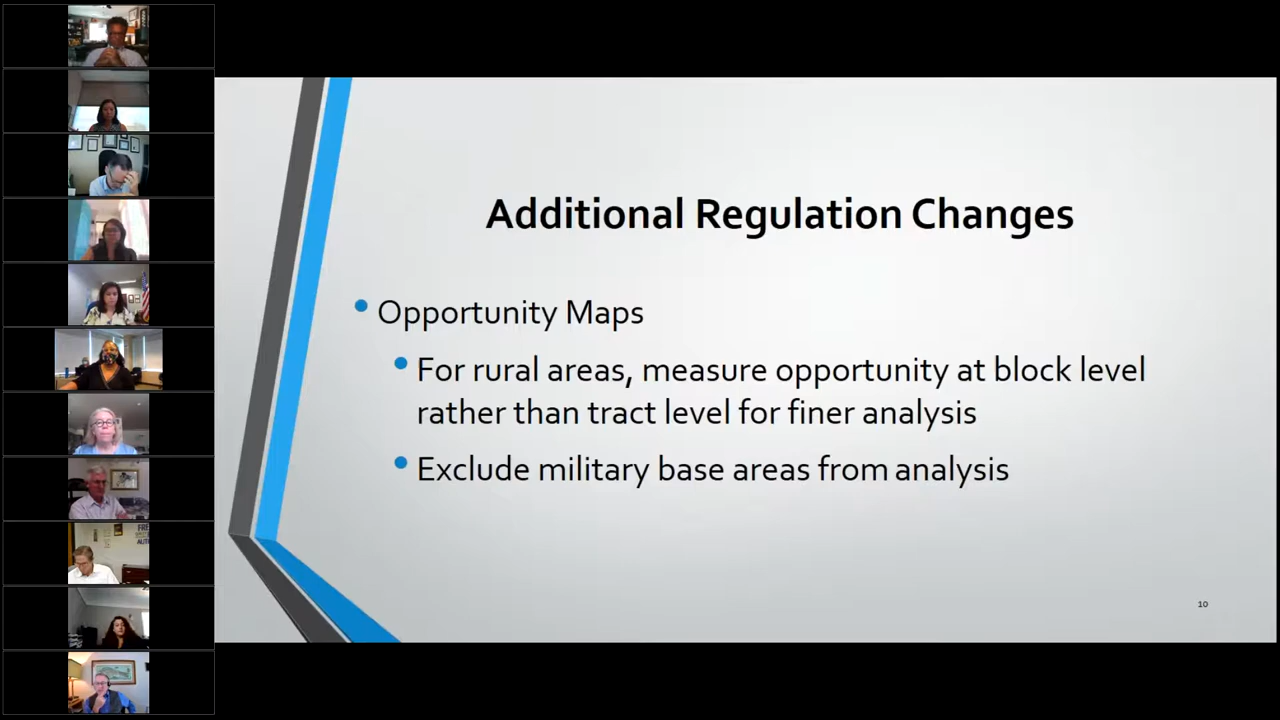 Additional Regulation Changes
Opportunity Maps
For rural areas, measure opportunity at block level
rather than tract level for finer analysis
Exclude military base areas from analysis
10